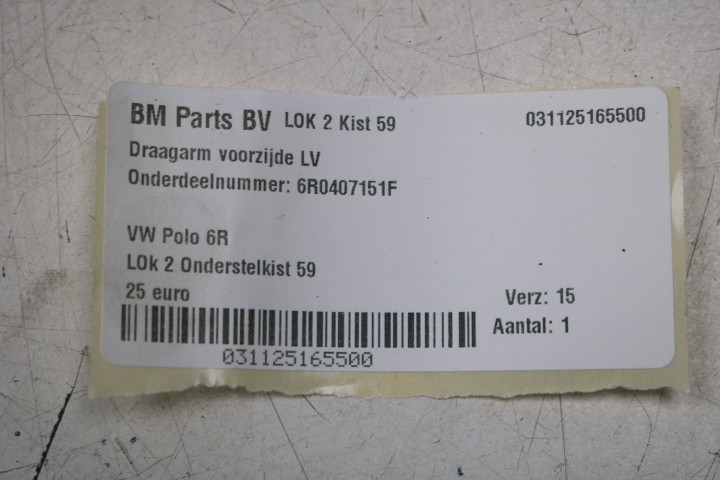 BM Parts BV LOK 2 Kist 59 031125165500
Draagarm voorzijde LV
Onderdeelnummer: 6R0407151F
VW Polo 6R
LOk 2 Onderstelkist 59
25 euro Verz: 15
Aantal: 1
031125165500